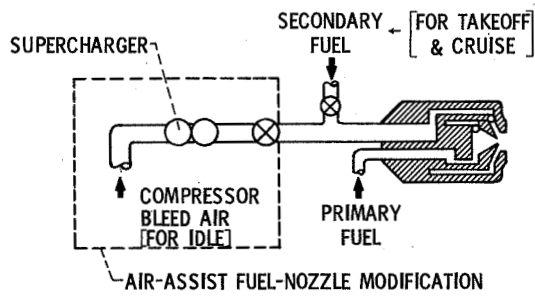 SECONDARY
FUEL
[FOR TAKEOFF
& CRUISE]
SUPERCHARGER
COMPRESSOR
BLEED AIR
[FOR IDLE]
PRIMARY
FUEL
AIR-ASSIST FUEL-NOZZLE MODIFICATION